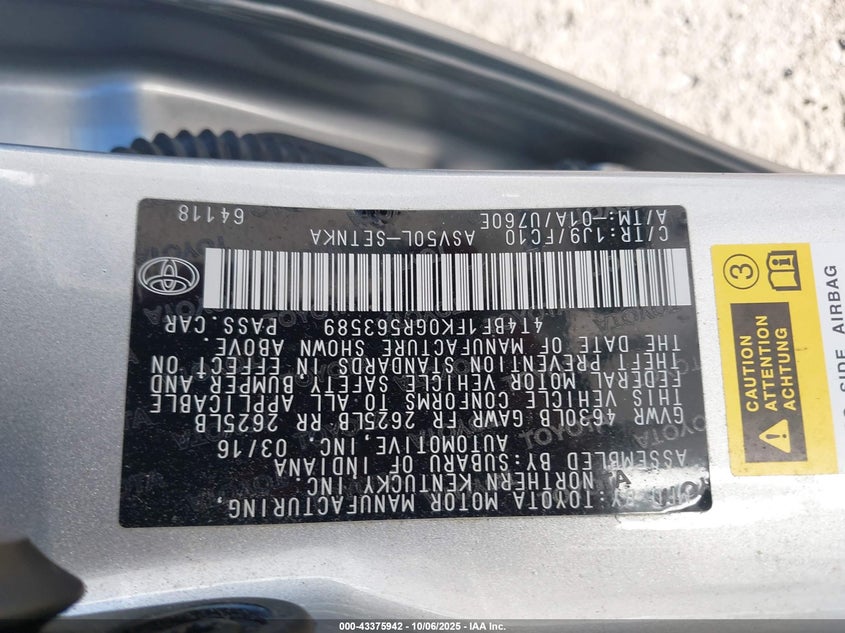 BY:TOYOTA MOTOR MANUFACTURING,
NORTHERN KENTUCKY INC.
ASSEMBLED BY:SUBARU OF INDIANA
AUTOMOTIVE,INC. 03/16
GVWR 4630LB GAWR FR 2625LB RR 2625LB
THIS VEHICLE CONFORMS TO ALL APPLICABLE
FEDERAL MOTOR VEHICLE SAFETY, BUMPER AND
THEFT PREVENTION STANDARDS IN EFFECT ON
THE DATE OF MANUFACTURE SHOWN ABOVE.
4T4BF1FK0GR563589 PASS. CAR
C/TR:1J9/FC10 ASV50L-SETNKA
A/TM:-01A/U760E 64118
3
CAUTION
ATTENTION
ACHTUNG
SIDE AIRBAG
000-43375942 - 10/06/2025 - IAA Inc.